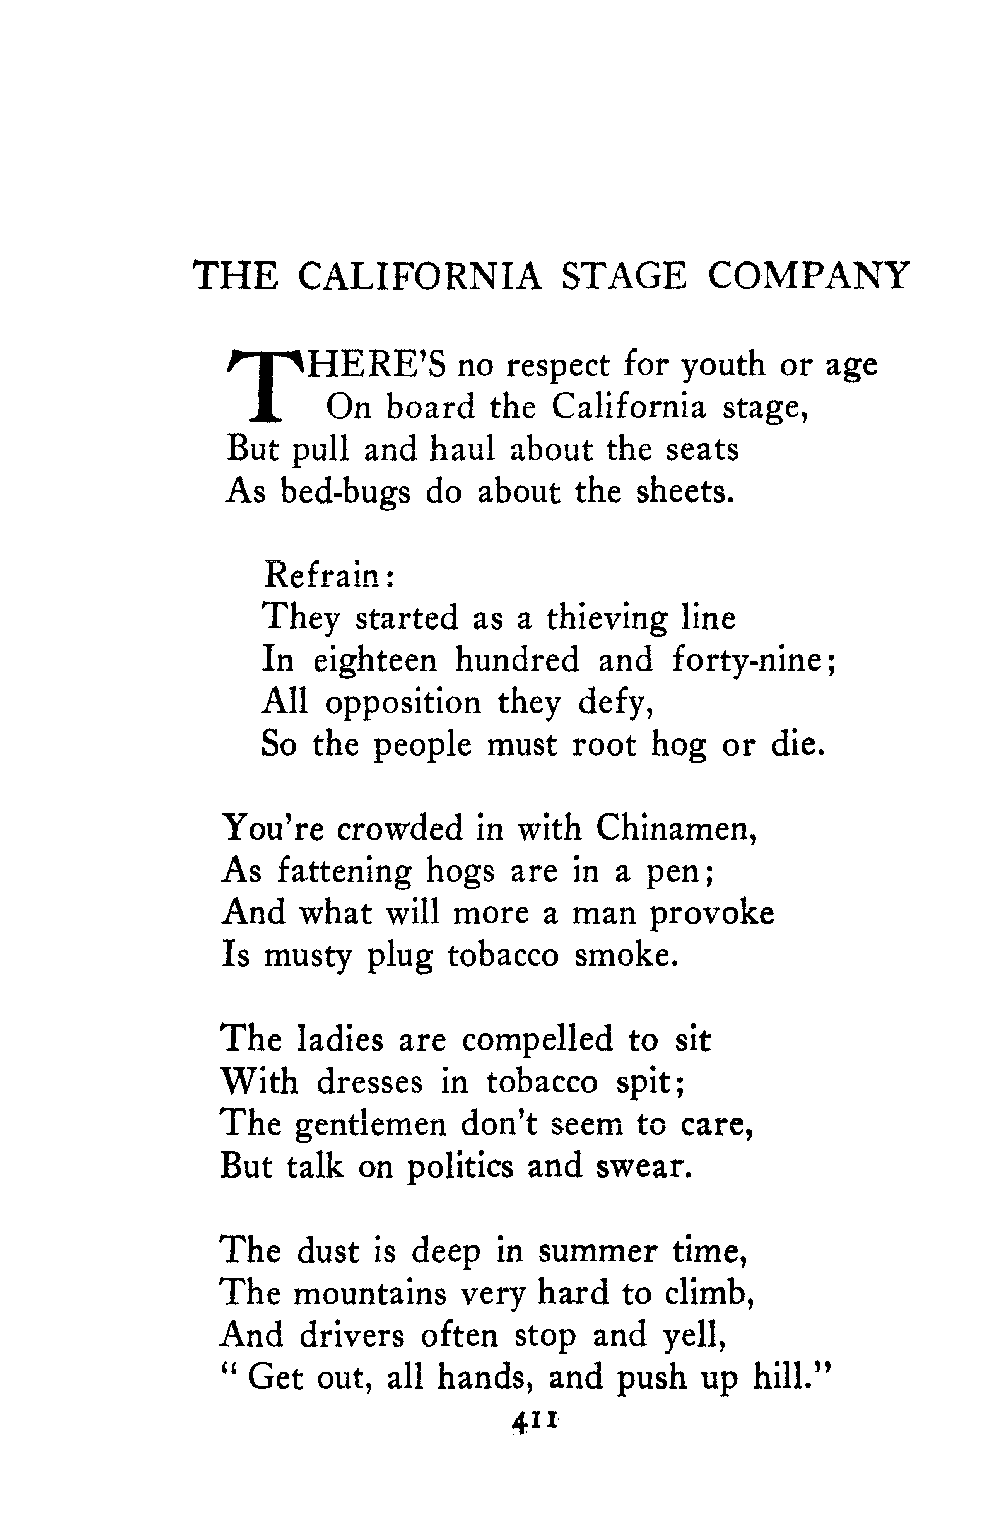 THE CALIFORNIA STAGE COMPANY
THERE'S no respect for youth or age
On board the California stage,
But pull and haul about the seats
As bed-bugs do about the sheets.
Refrain:
They started as a thieving line
In eighteen hundred and forty-nine;
All opposition they defy,
So the people must root hog or die.
You're crowded in with Chinamen,
As fattening hogs are in a pen;
And what will more a man provoke
Is musty plug tobacco smoke.
The ladies are compelled to sit
With dresses in tobacco spit;
The gentlemen don't seem to care,
But talk on politics and swear.
The dust is deep in summer time,
The mountains very hard to climb,
And drivers often stop and yell,
" Get out, all hands, and push up hill."
411